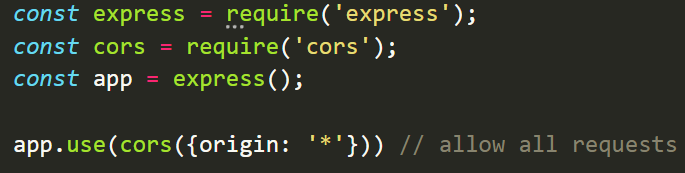 const express = require('express');
const cors = require('cors');
const app = express();
app.use(cors({origin: '*'})) // allow all requests